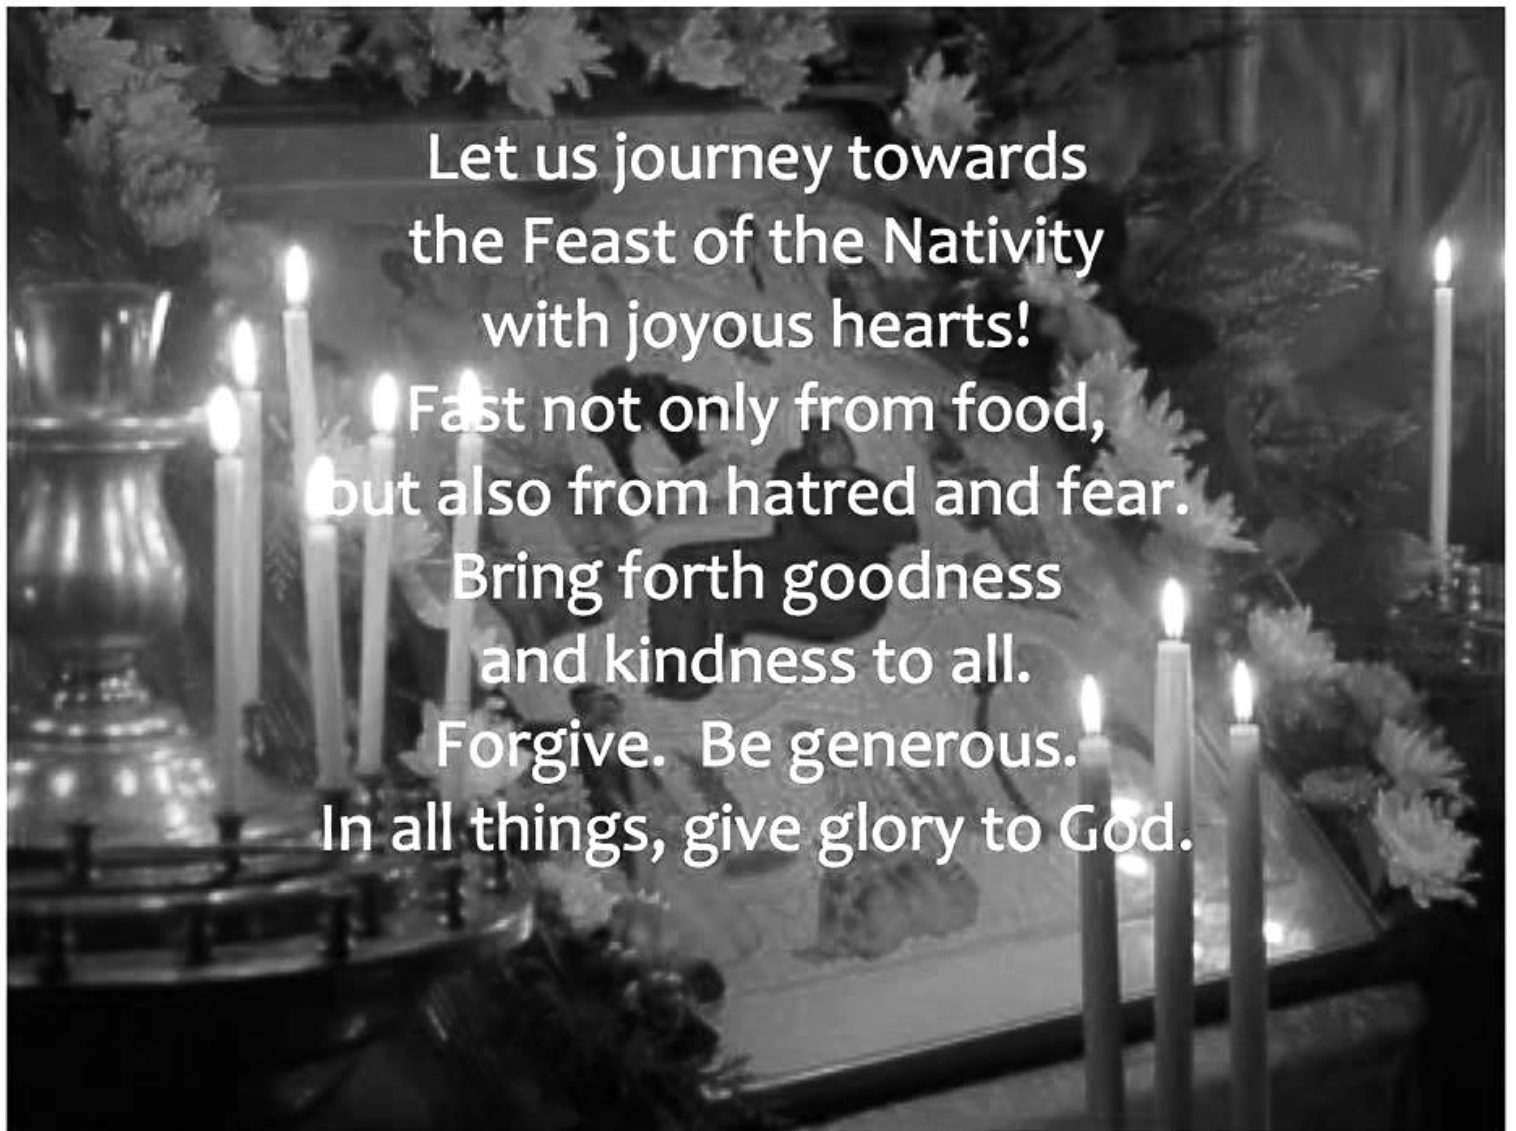 Let us journey towards
the Feast of the Nativity
with joyous hearts!
Fast not only from food,
but also from hatred and fear.
Bring forth goodness
and kindness to all.
Forgive.  Be generous.
In all things, give glory to God.